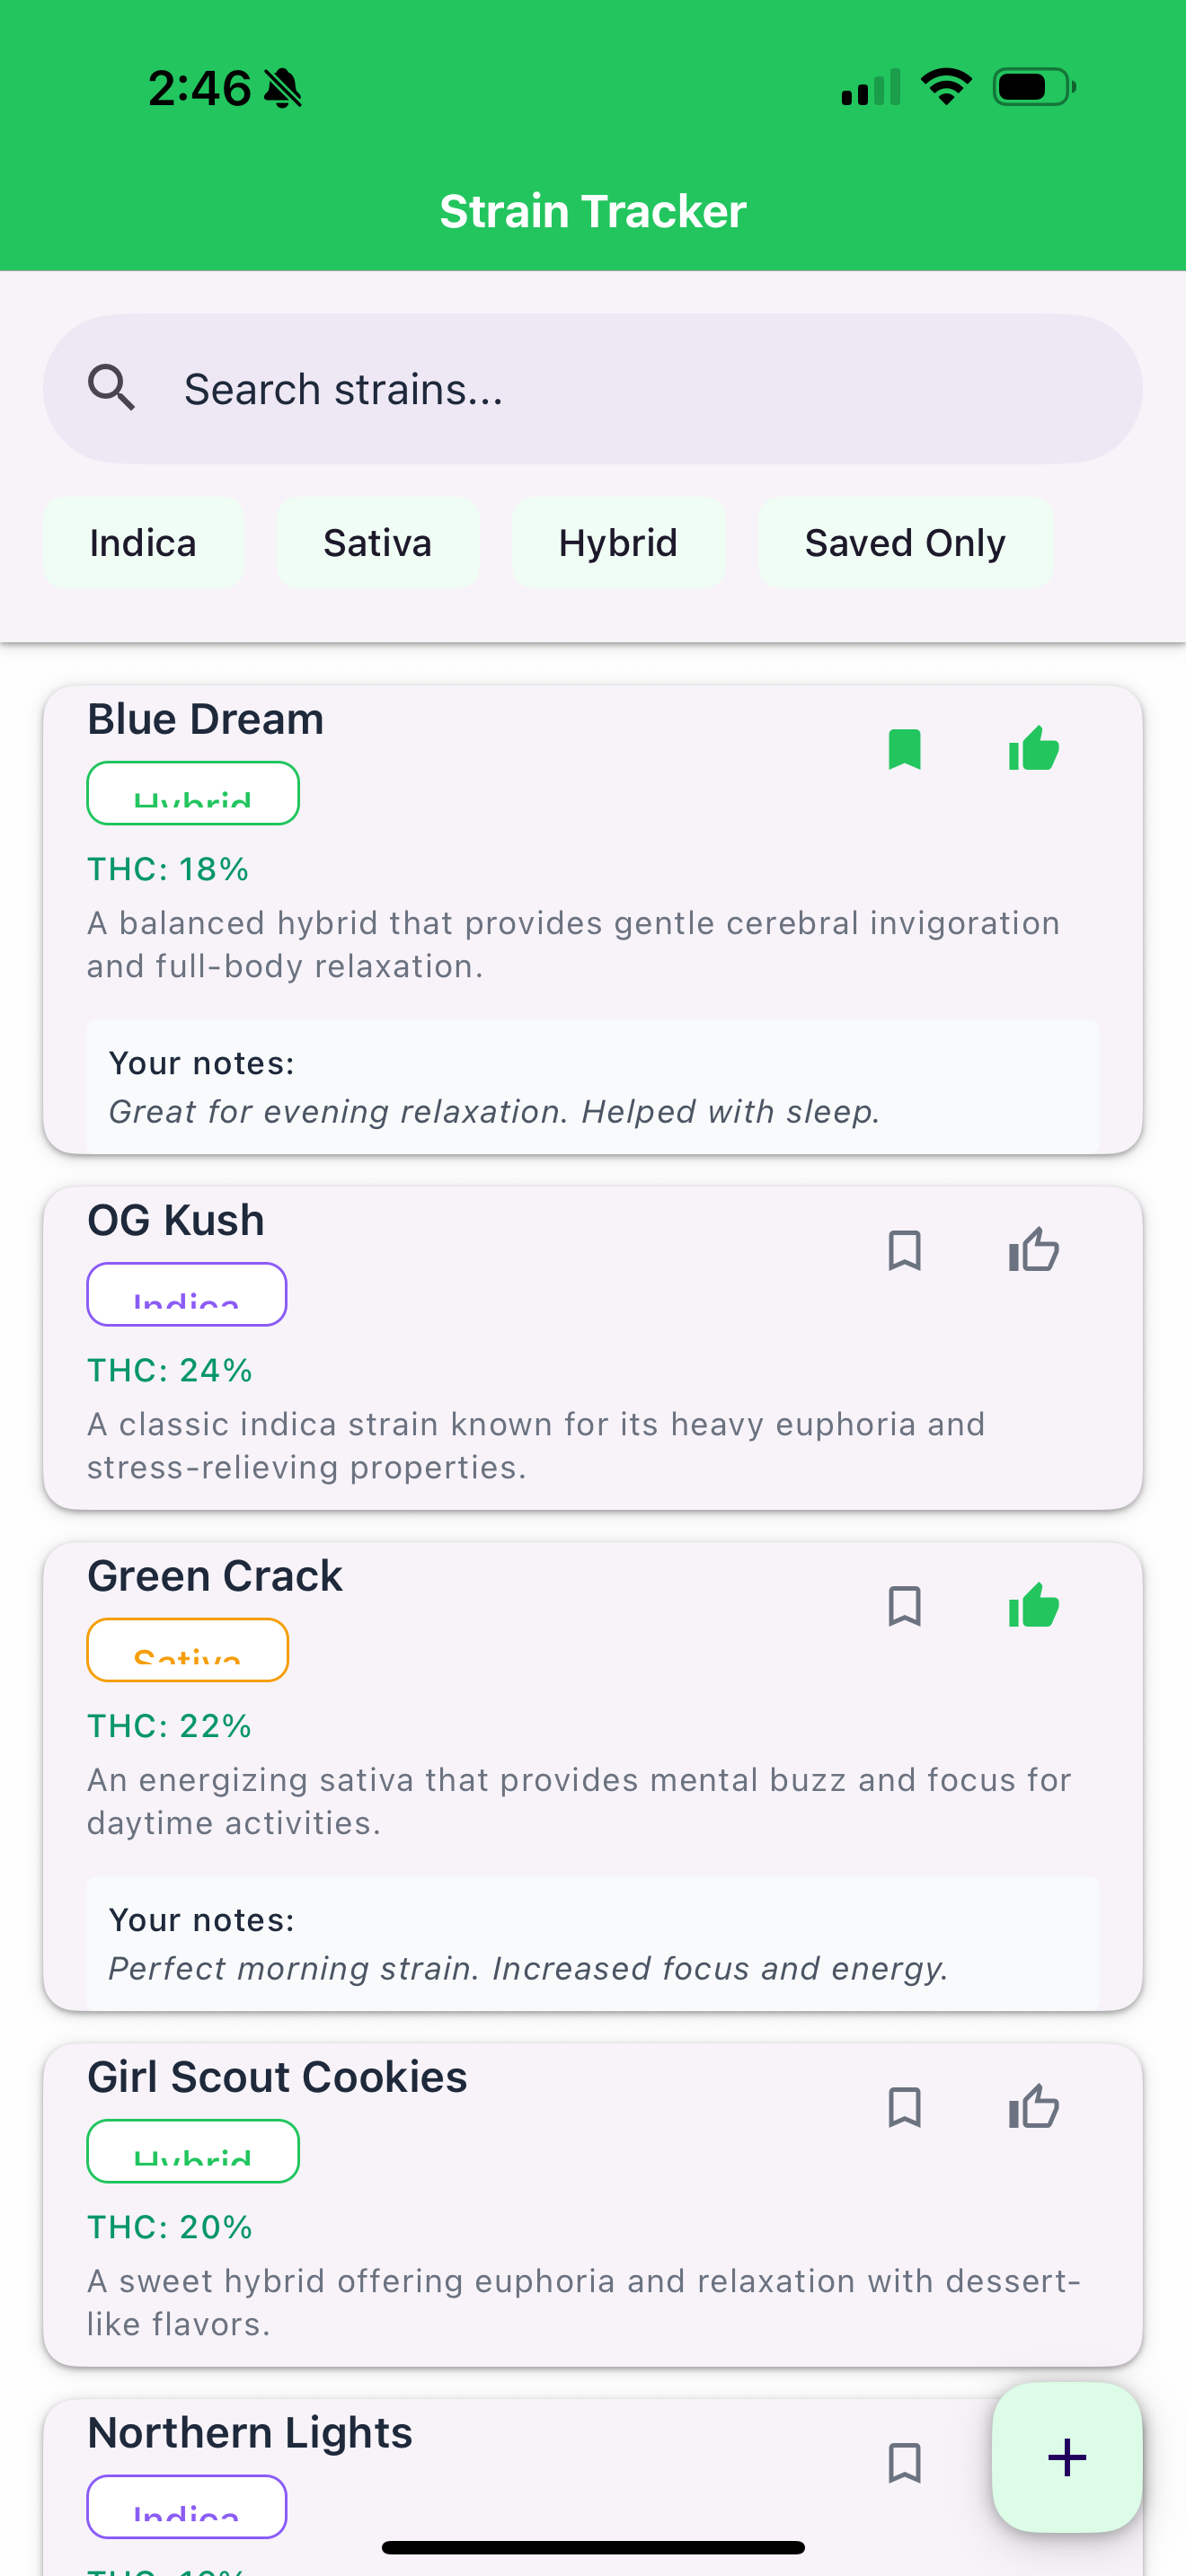 2:46
Strain Tracker
Search strains...
Indica
Sativa
Hybrid
Saved Only
Blue Dream
Hybrid
THC: 18%
A balanced hybrid that provides gentle cerebral invigoration
and full-body relaxation.
Your notes:
Great for evening relaxation. Helped with sleep.
OG Kush
Indica
THC: 24%
A classic indica strain known for its heavy euphoria and
stress-relieving properties.
Green Crack
Sativa
THC: 22%
An energizing sativa that provides mental buzz and focus for
daytime activities.
Your notes:
Perfect morning strain. Increased focus and energy.
Girl Scout Cookies
Hybrid
THC: 20%
A sweet hybrid offering euphoria and relaxation with dessert-
like flavors.
Northern Lights
Indica